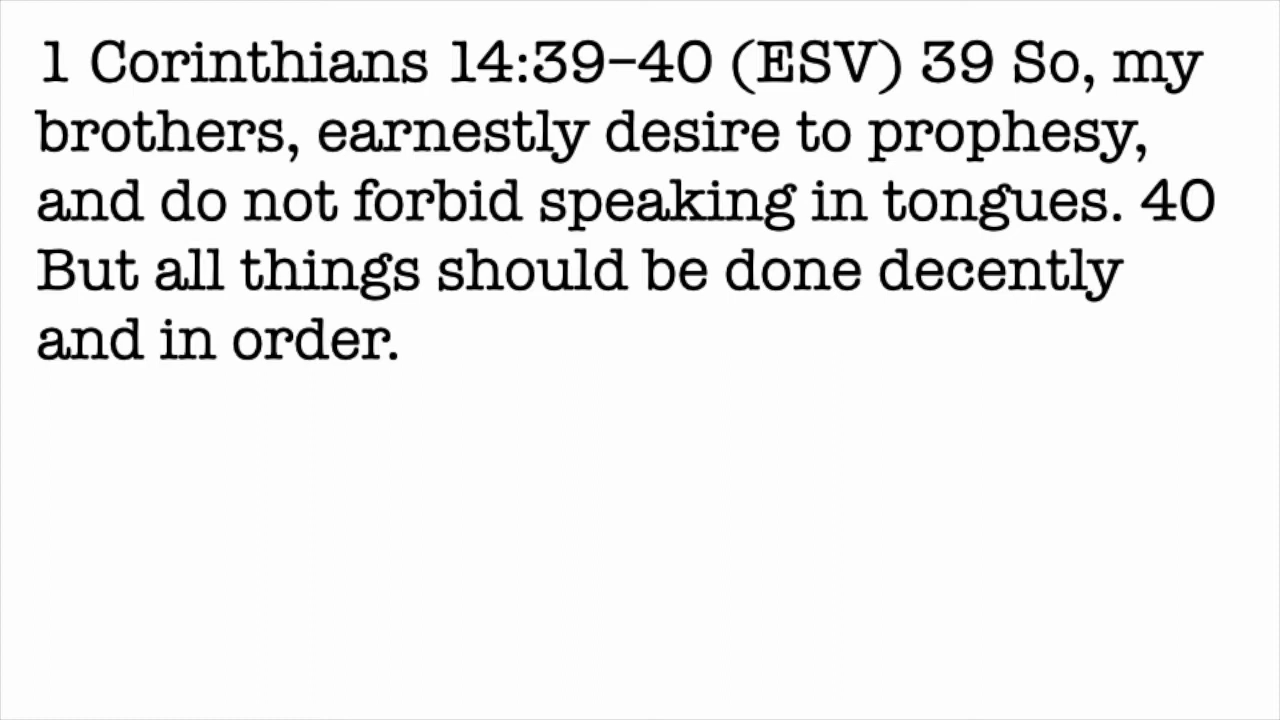 1 Corinthians 14:39–40 (ESV) 39 So, my
brothers, earnestly desire to prophesy,
and do not forbid speaking in tongues. 40
But all things should be done decently
and in order.